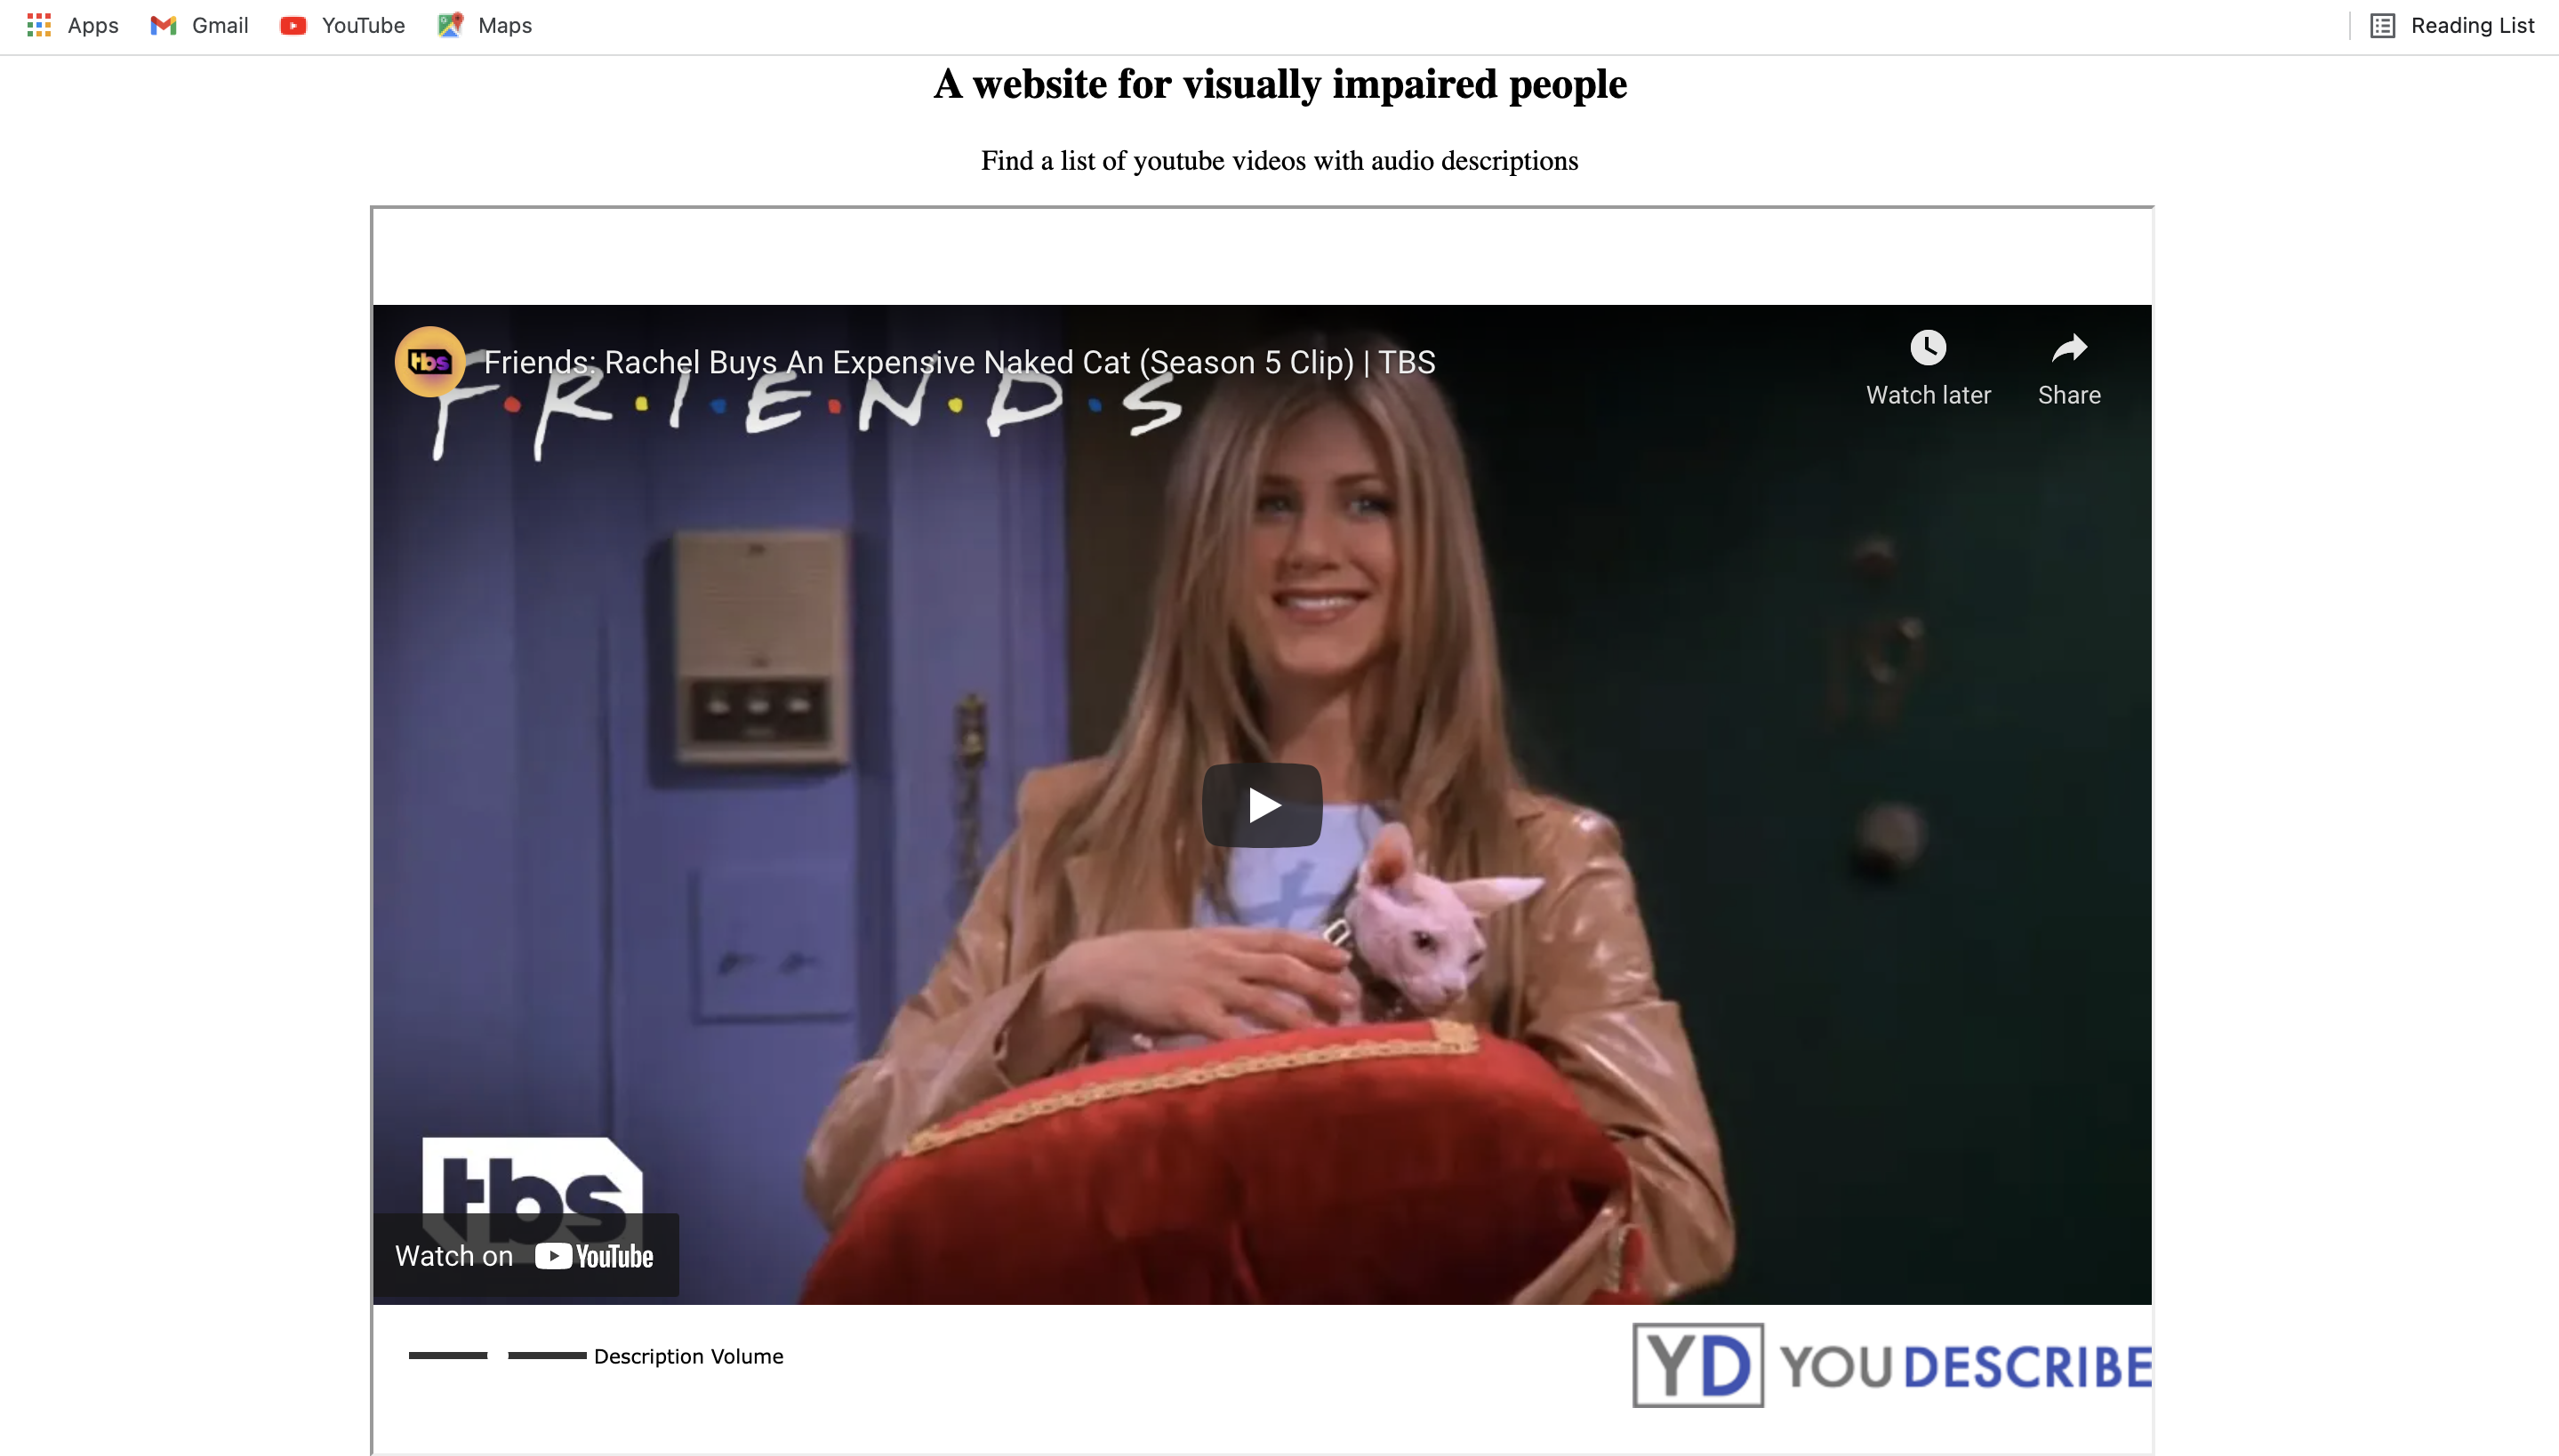 Apps Gmail YouTube Maps Reading List
A website for visually impaired people
Find a list of youtube videos with audio descriptions
tbs Friends: Rachel Buys An Expensive Naked Cat (Season 5 Clip) | TBS
Watch later Share
F·R·I·E·N·D·S
tbs
Watch on YouTube
Description Volume
YD YOUDESCRIBE